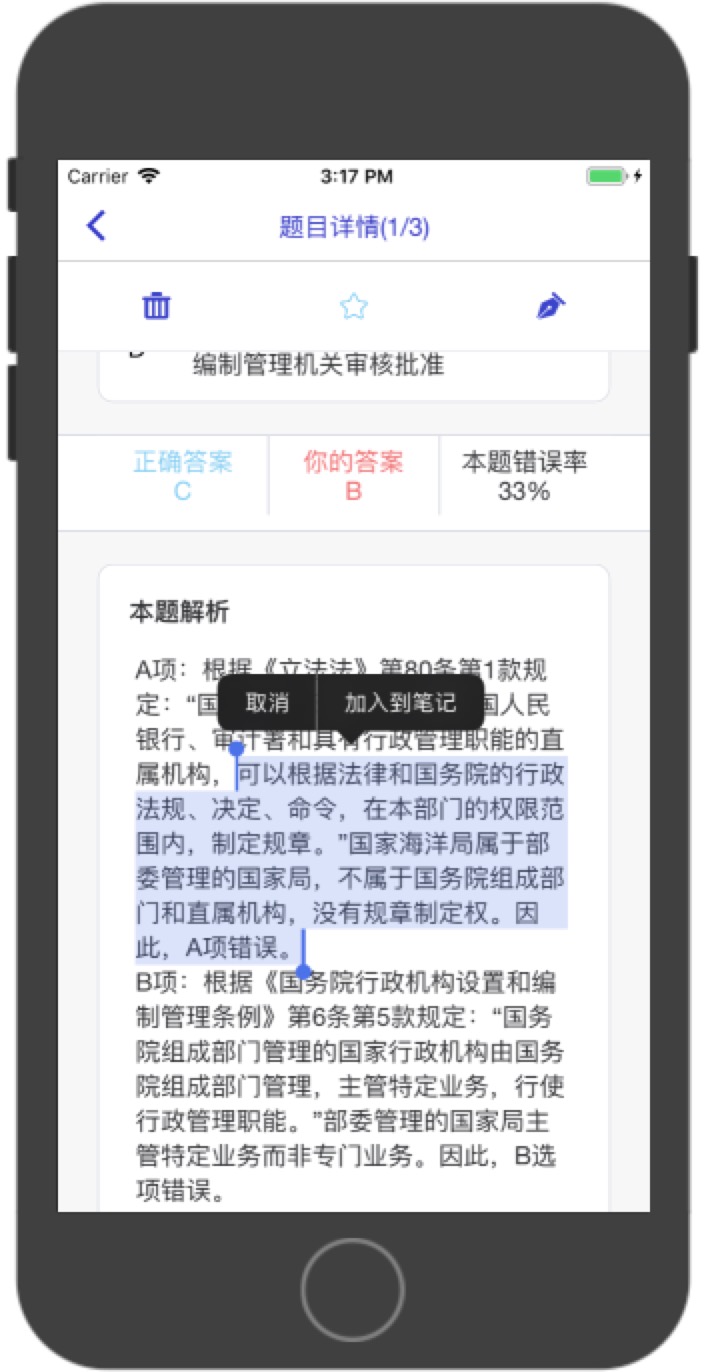 Carrier 3:17 PM
题目详情(1/3)
编制管理机关审核批准
正确答案 你的答案 本题错误率
C B 33%
本题解析
A项：根据《立法法》第80条第1款规
定：“国
取消 加入到笔记
国人民
银行、审计署和具有行政管理职能的直
属机构，可以根据法律和国务院的行政
法规、决定、命令，在本部门的权限范
围内，制定规章。”国家海洋局属于部
委管理的国家局，不属于国务院组成部
门和直属机构，没有规章制定权。因
此，A项错误。
B项：根据《国务院行政机构设置和编
制管理条例》第6条第5款规定：“国务
院组成部门管理的国家行政机构由国务
院组成部门管理，主管特定业务，行使
行政管理职能。”部委管理的国家局主
管特定业务而非专门业务。因此，B选
项错误。